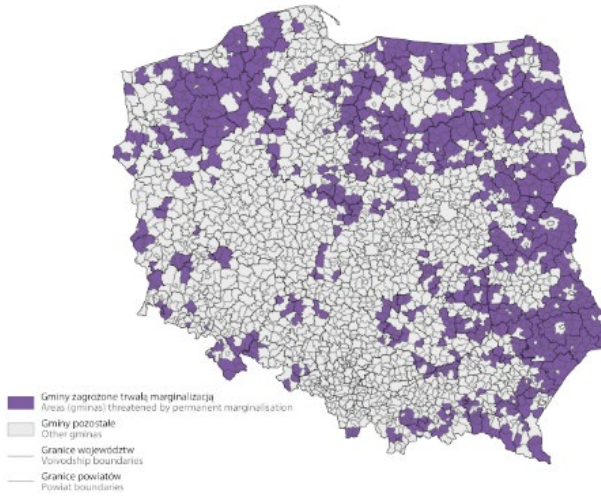 Gminy zagrożone trwałą marginalizacją
Areas (gminas) threatened by permanent marginalisation
Gminy pozostałe
Other gminas
Granice województw
Voivodship boundaries
Granice powiatów
Powiat boundaries